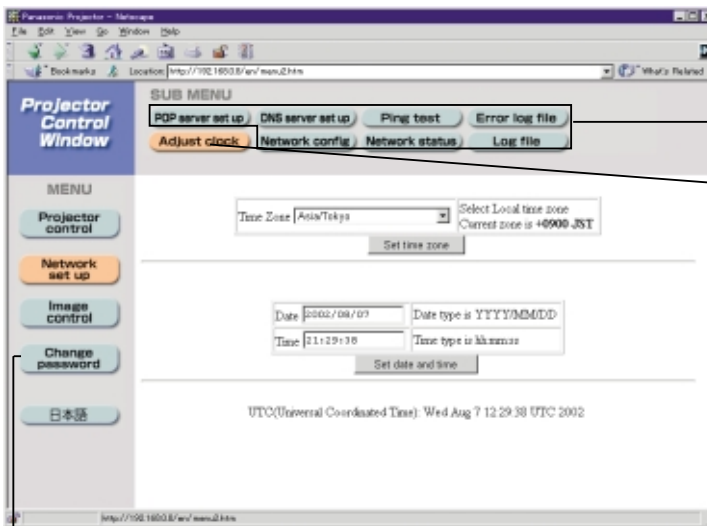 Panasonic Projector - Netscape
File Edit View Go Window Help
Bookmarks Location: http://192.168.0.8/en/menu2.htm What's Related
Projector
Control
Window
SUB MENU
POP server set up DNS server set up Ping test Error log file
Adjust clock Network config Network status Log file
MENU
Projector
control
Network
set up
Image
control
Change
password
日本語
Time Zone Asia/Tokyo Select Local time zone
Current zone is +0900 JST
Set time zone
Date 2002/08/07 Date type is YYYY/MM/DD
Time 21:29:38 Time type is hh:mm:ss
Set date and time
UTC(Universal Coordinated Time): Wed Aug 7 12:29:38 UTC 2002
http://192.168.0.8/en/menu2.htm